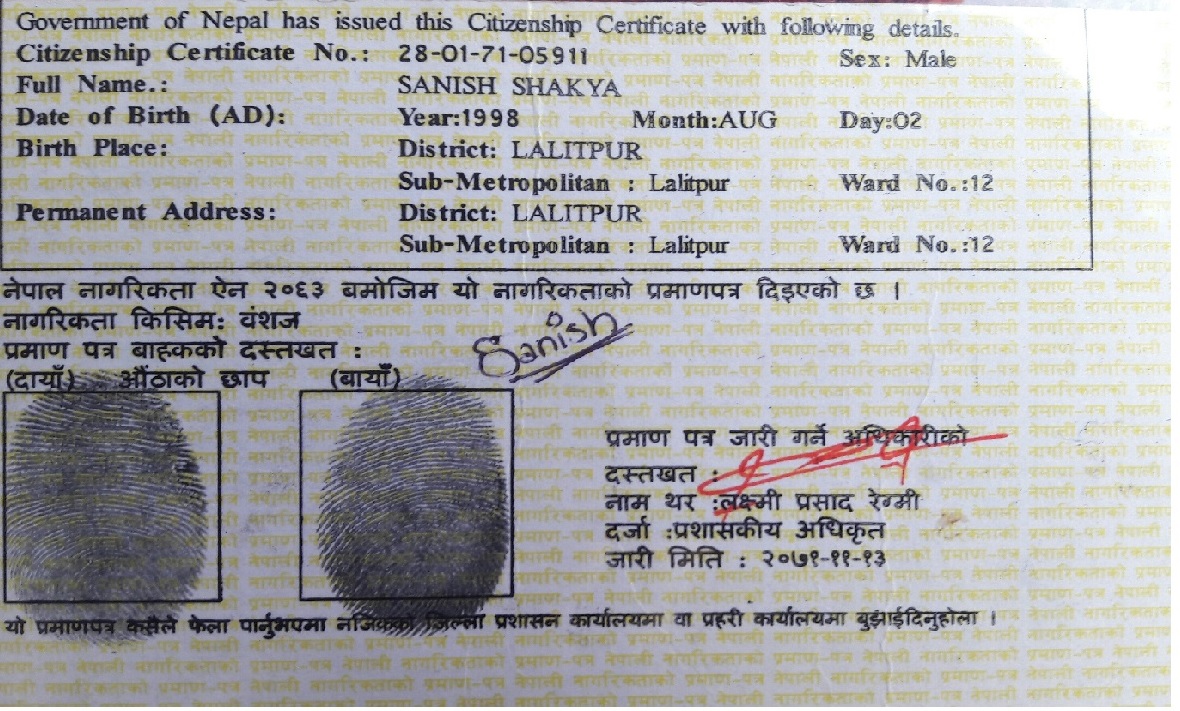 Government of Nepal has issued this Citizenship Certificate with following details.
Citizenship Certificate No.: 28-01-71-05911 Sex: Male
Full Name.: SANISH SHAKYA
Date of Birth (AD): Year:1998 Month:AUG Day:02
Birth Place: District: LALITPUR
Sub-Metropolitan : Lalitpur Ward No.:12
Permanent Address: District: LALITPUR
Sub-Metropolitan : Lalitpur Ward No.:12
नेपाल नागरिकता ऐन २०६३ बमोजिम यो नागरिकताको प्रमाणपत्र दिइएको छ ।
नागरिकता किसिम: वंशज
प्रमाण पत्र बाहकको दस्तखत : Sanish
(दायाँ) औंठाको छाप (बायाँ)
प्रमाण पत्र जारी गर्ने अधिकारीको
दस्तखत :
नाम थर :लक्ष्मी प्रसाद रेग्मी
दर्जा :प्रशासकीय अधिकृत
जारी मिति : २०७१-११-१३
यो प्रमाणपत्र कसैले फेला पार्नुभएमा नजिकको जिल्ला प्रशासन कार्यालयमा वा प्रहरी कार्यालयमा बुझाईदिनुहोला ।